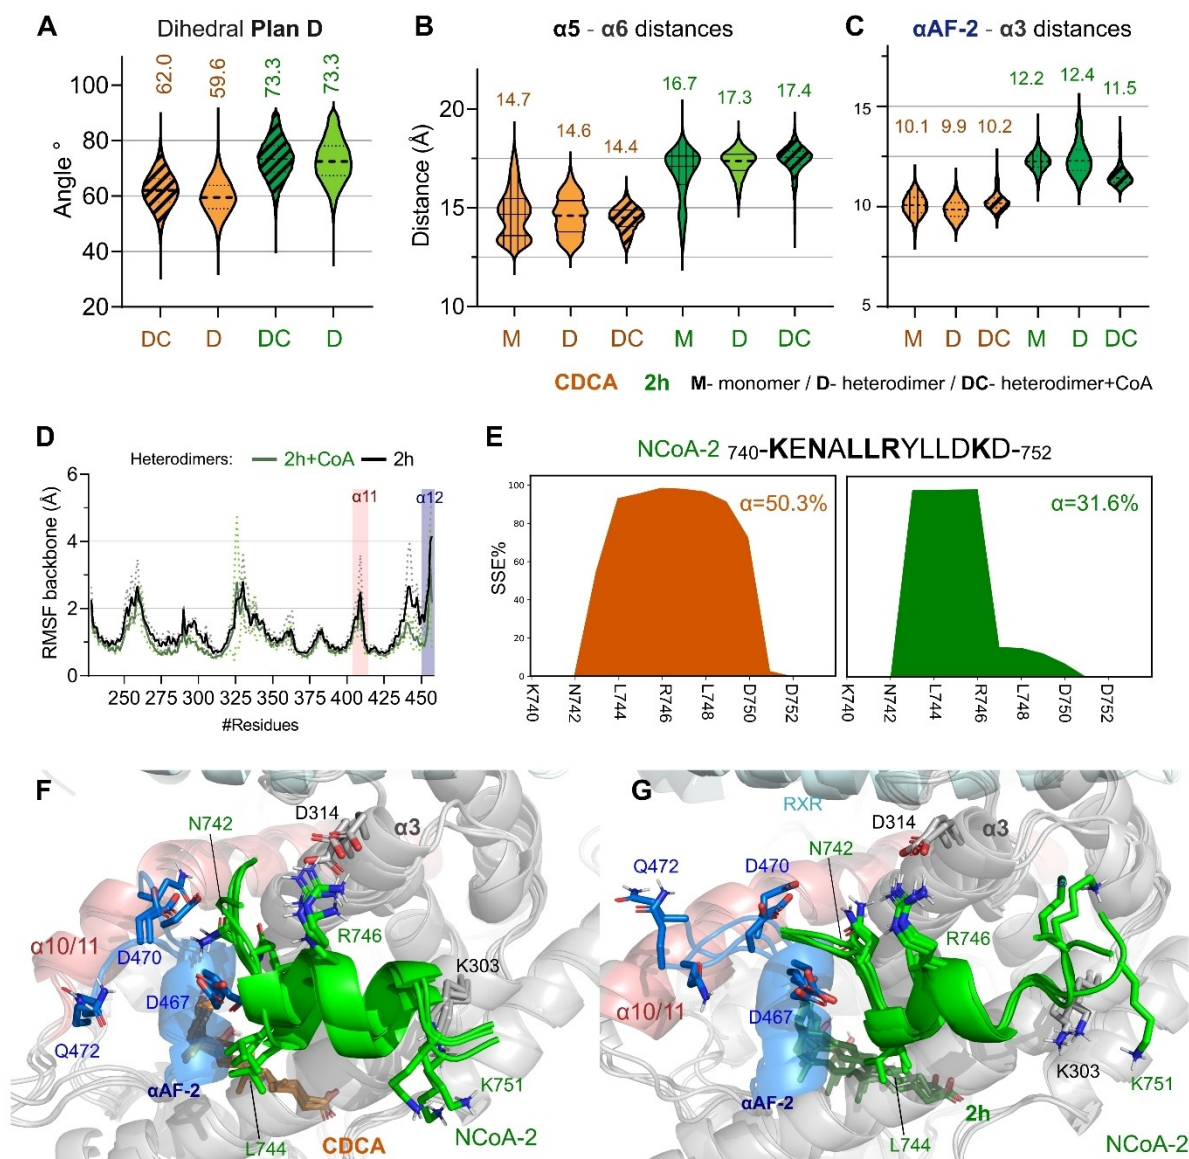 A Dihedral Plan D
62.0 59.6 73.3 73.3
Angle °
100
80
60
40
20
DC D DC D
B α5 - α6 distances
14.7 14.6 14.4 16.7 17.3 17.4
Distance (Å)
20
15
10
M D DC M D DC
C αAF-2 - α3 distances
10.1 9.9 10.2 12.2 12.4 11.5
15
10
5
M D DC M D DC
CDCA 2h M- monomer / D- heterodimer / DC- heterodimer+CoA
D
Heterodimers: 2h+CoA 2h
RMSF backbone (Å)
6
4
2
0
α11 α12
250 275 300 325 350 375 400 425 450
#Residues
E NCoA-2 740-KENALLRYLLDKD-752
SSE%
100
80
60
40
20
0
α=50.3%
K740 N742 L744 R746 L748 D750 D752
α=31.6%
K740 N742 L744 R746 L748 D750 D752
F
D314
α3
N742
α10/11
D470
R746
K303
D467
Q472
αAF-2
K751
L744
CDCA
NCoA-2
G
RXR
D314
α3
N742
Q472
D470
R746
α10/11
D467
K303
K751
αAF-2
2h
L744
NCoA-2